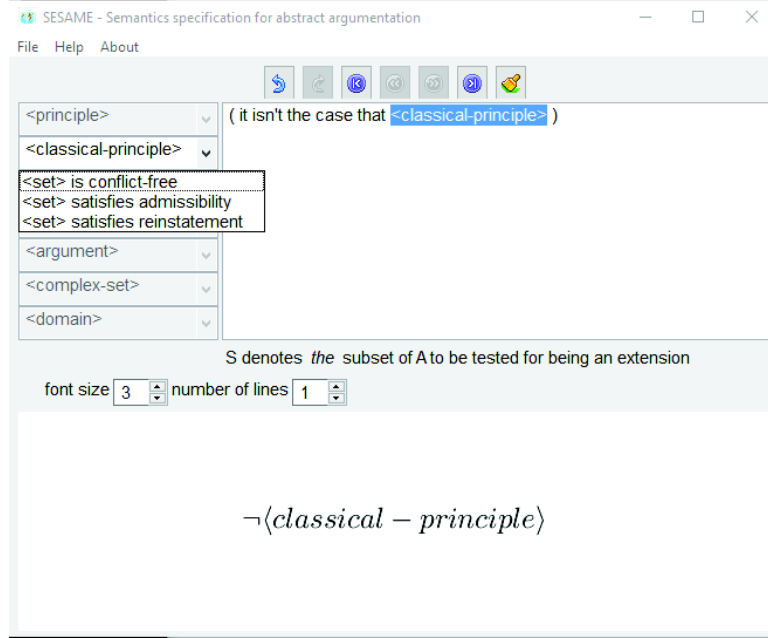 SESAME - Semantics specification for abstract argumentation
File Help About
<principle>
( it isn't the case that <classical-principle> )
<classical-principle>
<set> is conflict-free
<set> satisfies admissibility
<set> satisfies reinstatement
<argument>
<complex-set>
<domain>
S denotes the subset of A to be tested for being an extension
font size 3 number of lines 1
¬⟨classical − principle⟩